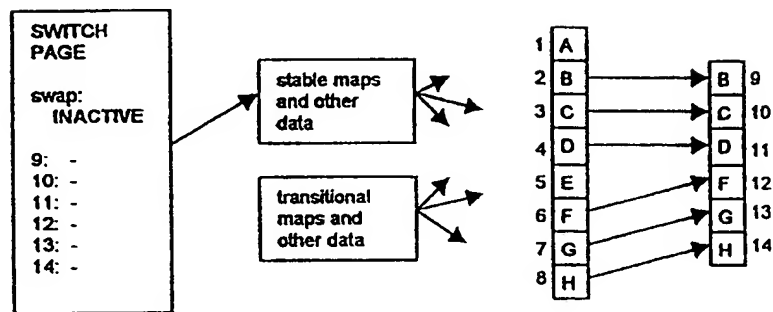 SWITCH
PAGE
swap:
INACTIVE
9: -
10: -
11: -
12: -
13: -
14: -
stable maps
and other
data
transitional
maps and
other data
1 A
2 B
3 C
4 D
5 E
6 F
7 G
8 H
B 9
C 10
D 11
F 12
G 13
H 14